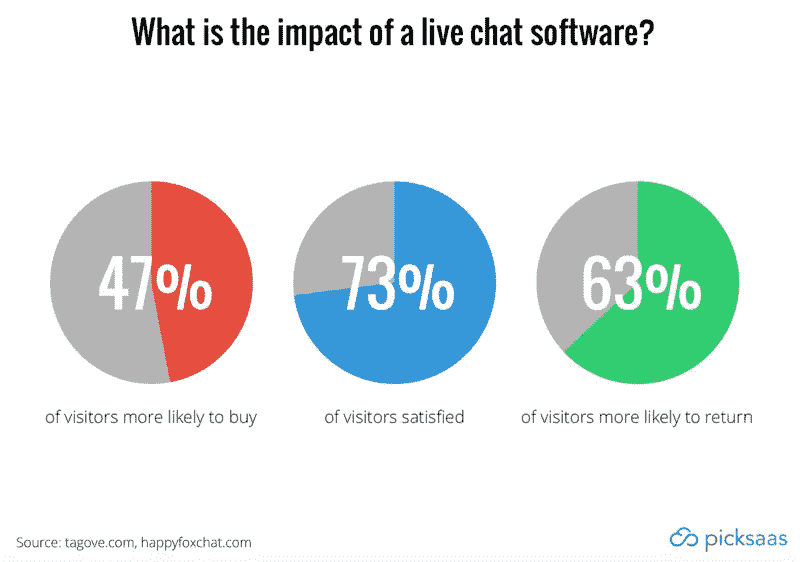 What is the impact of a live chat software?
47%
73%
63%
of visitors more likely to buy
of visitors satisfied
of visitors more likely to return
Source: tagove.com, happyfoxchat.com
picksaas